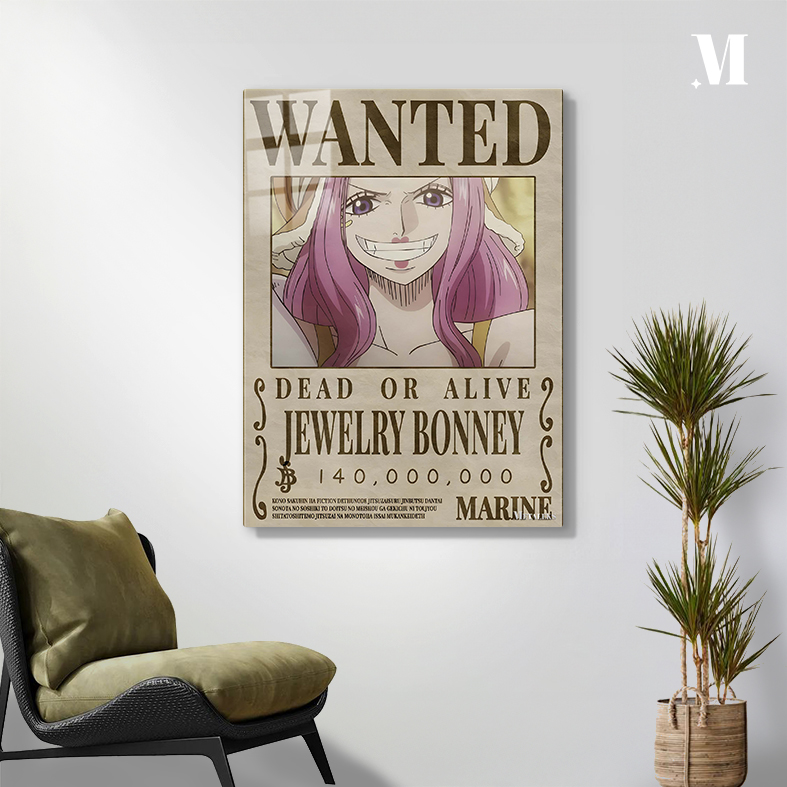 M
WANTED
DEAD OR ALIVE
JEWELRY BONNEY
140,000,000
KONO SAKUHIN HA FICTION DETHUNODE JITSUZAISURU JINBUTSU DANTAI
SONOTA NO SOSHIKI TO DOITSU NO MEISHOU GA GEKICHU NI TOUJYOU
SHITATOSHITEMO JITSUZAI NA MONOTOHA ISSAI MUKANKEIDETH
MARINE